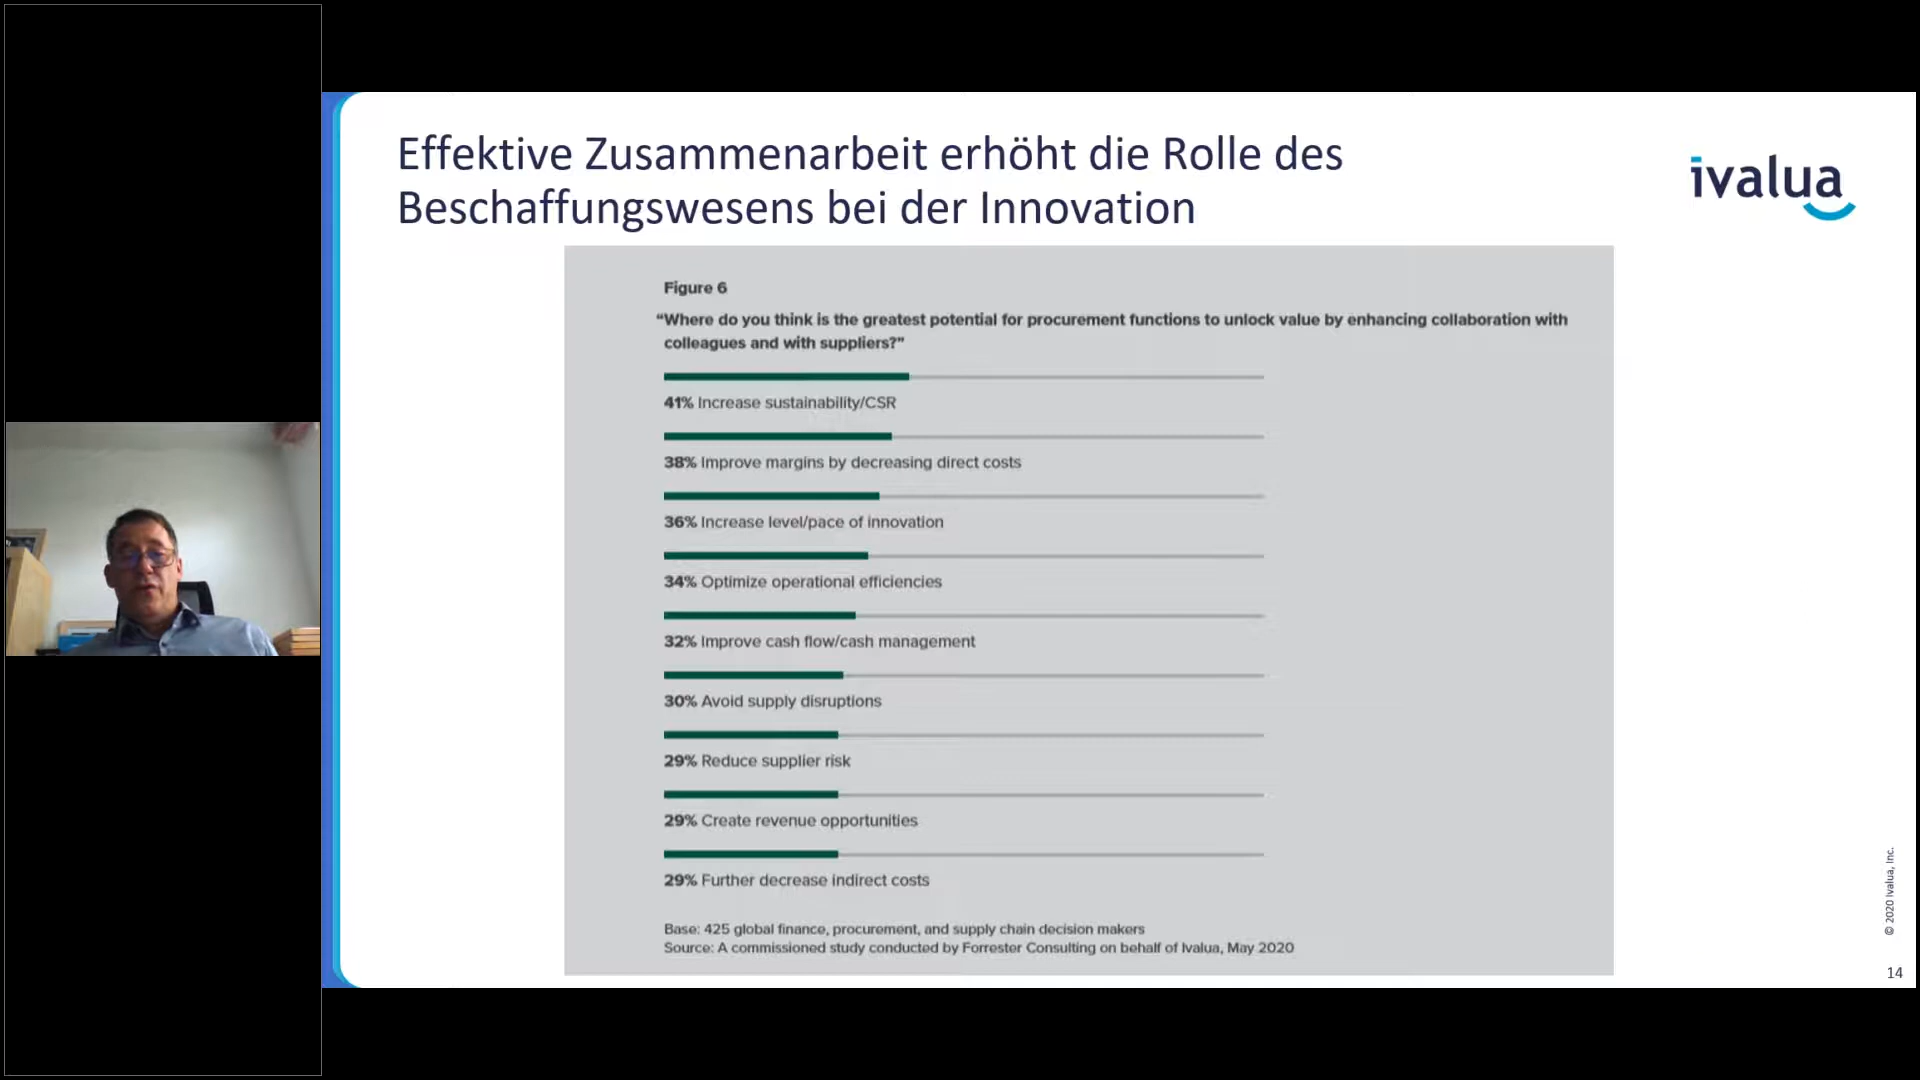 Effektive Zusammenarbeit erhöht die Rolle des
Beschaffungswesens bei der Innovation
ivalua
Figure 6
“Where do you think is the greatest potential for procurement functions to unlock value by enhancing collaboration with
colleagues and with suppliers?”
41% Increase sustainability/CSR
38% Improve margins by decreasing direct costs
36% Increase level/pace of innovation
34% Optimize operational efficiencies
32% Improve cash flow/cash management
30% Avoid supply disruptions
29% Reduce supplier risk
29% Create revenue opportunities
29% Further decrease indirect costs
Base: 425 global finance, procurement, and supply chain decision makers
Source: A commissioned study conducted by Forrester Consulting on behalf of Ivalua, May 2020
© 2020 Ivalua, Inc.
14